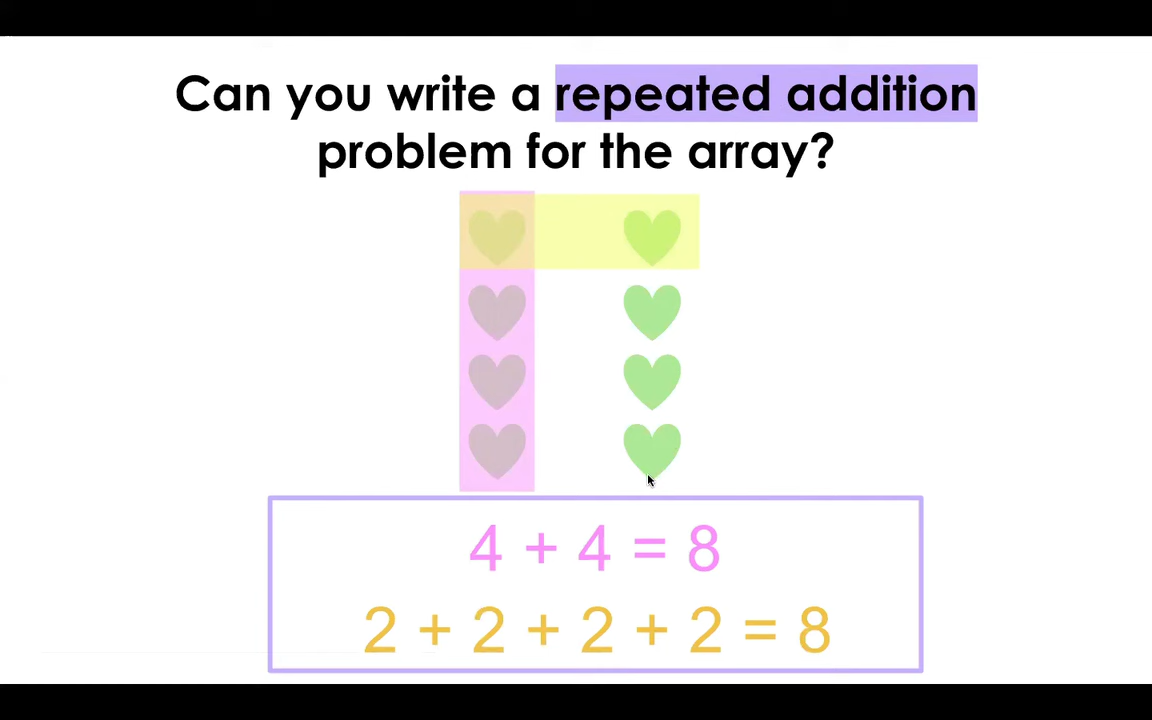 Can you write a repeated addition
problem for the array?
4 + 4 = 8
2 + 2 + 2 + 2 = 8